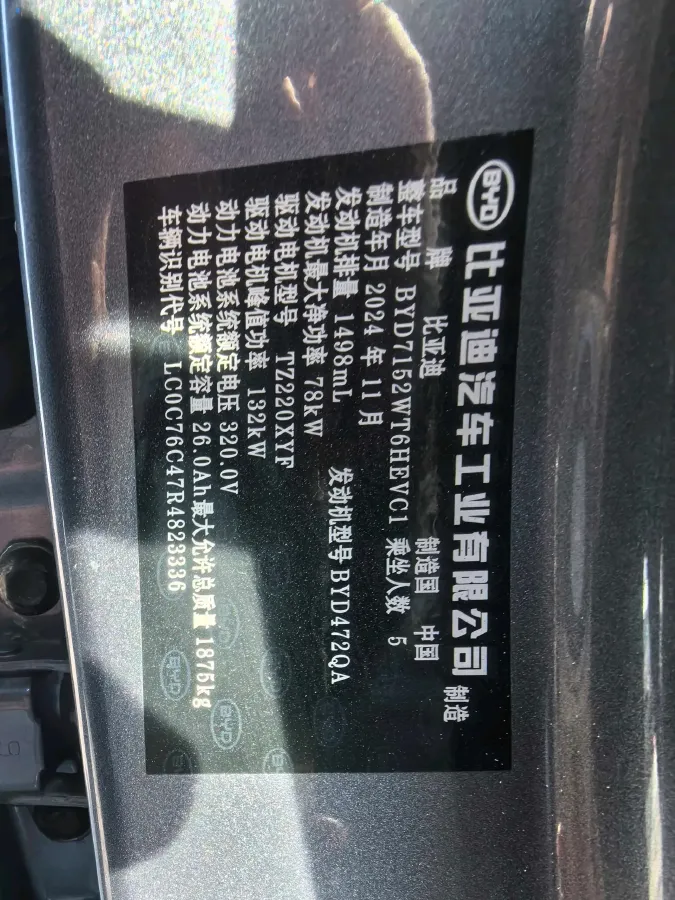 BYD 比亚迪汽车工业有限公司 制造
品牌 比亚迪 制造国 中国
整车型号 BYD7152WT6HEVC1 乘坐人数 5
制造年月 2024 年 11 月
发动机排量 1498mL 发动机型号 BYD472QA
发动机最大净功率 78kW
驱动电机型号 TZ220XYF
驱动电机峰值功率 132kW
动力电池系统额定电压 320.0V
动力电池系统额定容量 26.0Ah 最大允许总质量 1875kg
车辆识别代号 LC0C76C47R4823336
BYD
BYD
BYD